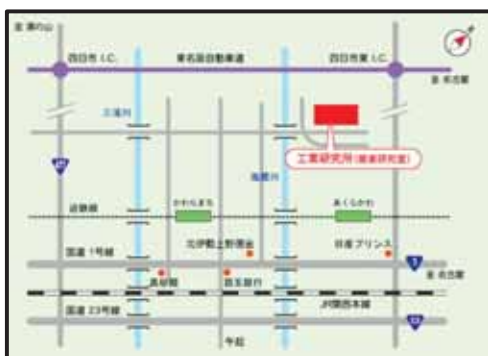 四日市 I.C.
東名阪自動車道
四日市東 I.C.
至 名古屋
三滝川
海蔵川
工業研究所(窯業研究室)
近鉄線
かわらまち
あくらがわ
北伊勢上野信金
日産プリンス
国道 1号線
1
至 名古屋
JR関西本線
国道 23号線
23
午起